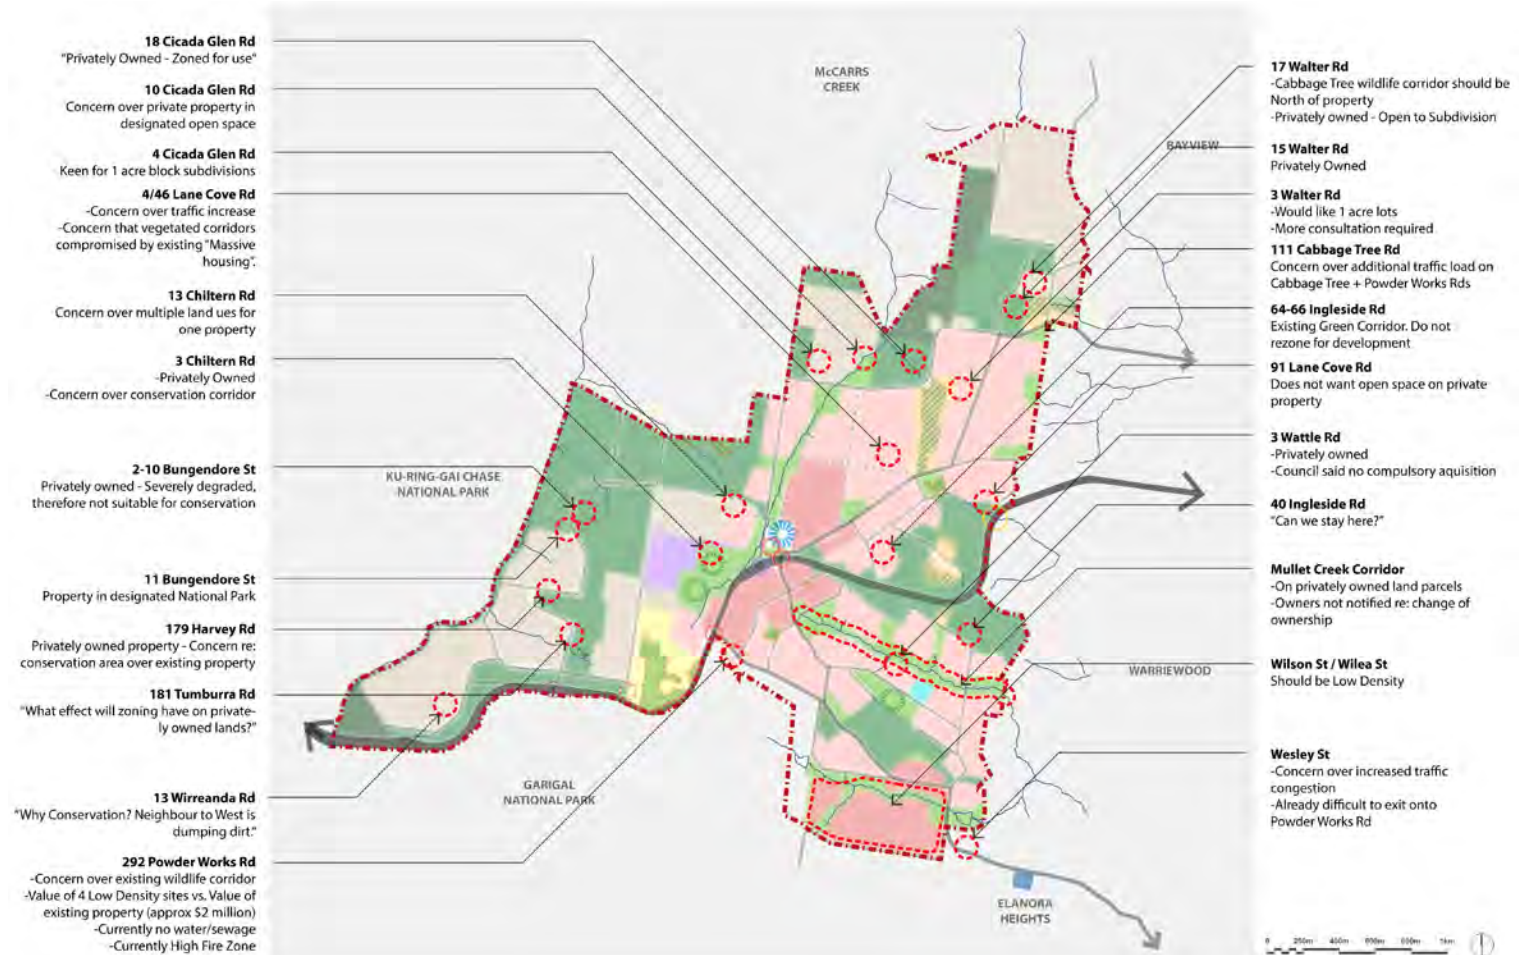 18 Cicada Glen Rd
"Privately Owned - Zoned for use"
10 Cicada Glen Rd
Concern over private property in
designated open space
4 Cicada Glen Rd
Keen for 1 acre block subdivisions
4/46 Lane Cove Rd
-Concern over traffic increase
-Concern that vegetated corridors
compromised by existing "Massive
housing".
13 Chiltern Rd
Concern over multiple land ues for
one property
3 Chiltern Rd
-Privately Owned
-Concern over conservation corridor
2-10 Bungendore St
Privately owned - Severely degraded,
therefore not suitable for conservation
11 Bungendore St
Property in designated National Park
179 Harvey Rd
Privately owned property - Concern re:
conservation area over existing property
181 Tumburra Rd
"What effect will zoning have on private-
ly owned lands?"
13 Wirreanda Rd
"Why Conservation? Neighbour to West is
dumping dirt."
292 Powder Works Rd
-Concern over existing wildlife corridor
-Value of 4 Low Density sites vs. Value of
existing property (approx $2 million)
-Currently no water/sewage
-Currently High Fire Zone
McCARRS
CREEK
BAYVIEW
KU-RING-GAI CHASE
NATIONAL PARK
WARRIEWOOD
GARIGAL
NATIONAL PARK
ELANORA
HEIGHTS
17 Walter Rd
-Cabbage Tree wildlife corridor should be
North of property
-Privately owned - Open to Subdivision
15 Walter Rd
Privately Owned
3 Walter Rd
-Would like 1 acre lots
-More consultation required
111 Cabbage Tree Rd
Concern over additional traffic load on
Cabbage Tree + Powder Works Rds
64-66 Ingleside Rd
Existing Green Corridor. Do not
rezone for development
91 Lane Cove Rd
Does not want open space on private
property
3 Wattle Rd
-Privately owned
-Council said no compulsory aquisition
40 Ingleside Rd
"Can we stay here?"
Mullet Creek Corridor
-On privately owned land parcels
-Owners not notified re: change of
ownership
Wilson St / Wilea St
Should be Low Density
Wesley St
-Concern over increased traffic
congestion
-Already difficult to exit onto
Powder Works Rd
0 200m 400m 600m 800m 1km